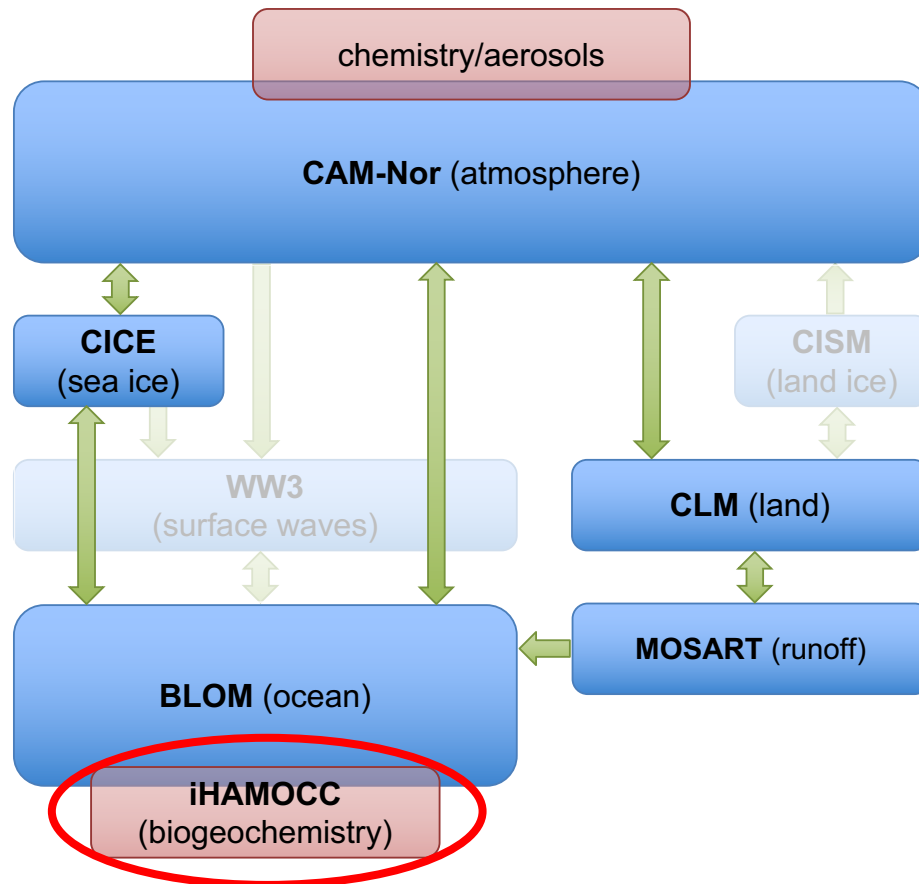 chemistry/aerosols
CAM-Nor (atmosphere)
CICE
(sea ice)
CISM
(land ice)
WW3
(surface waves)
CLM (land)
MOSART (runoff)
BLOM (ocean)
iHAMOCC
(biogeochemistry)